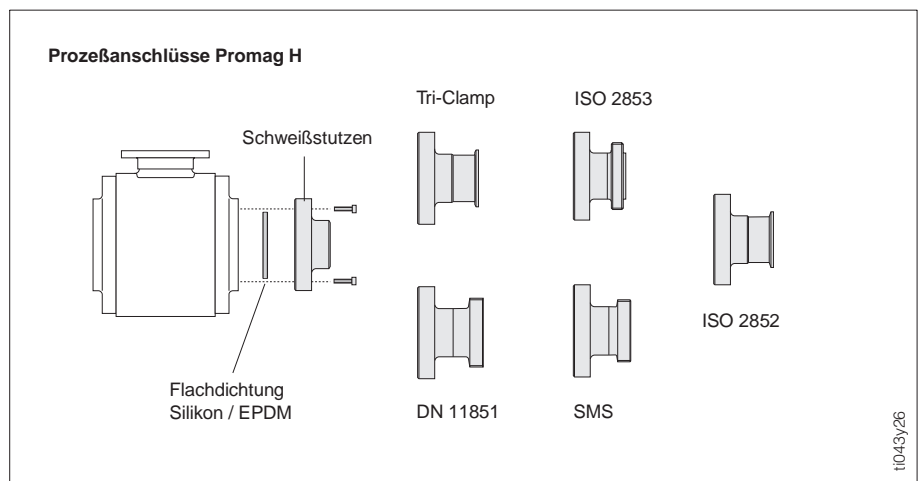 Prozeßanschlüsse Promag H
Tri-Clamp
ISO 2853
Schweißstutzen
ISO 2852
Flachdichtung
Silikon / EPDM
DN 11851
SMS
ti043y26